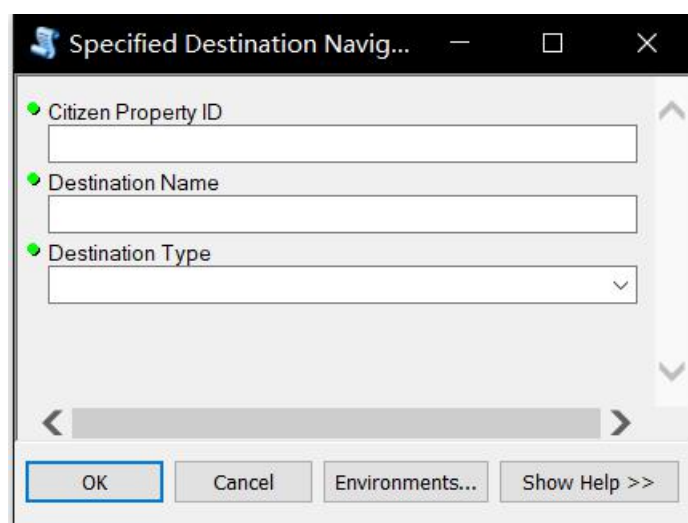 Specified Destination Navig...
Citizen Property ID
Destination Name
Destination Type
OK Cancel Environments... Show Help >>